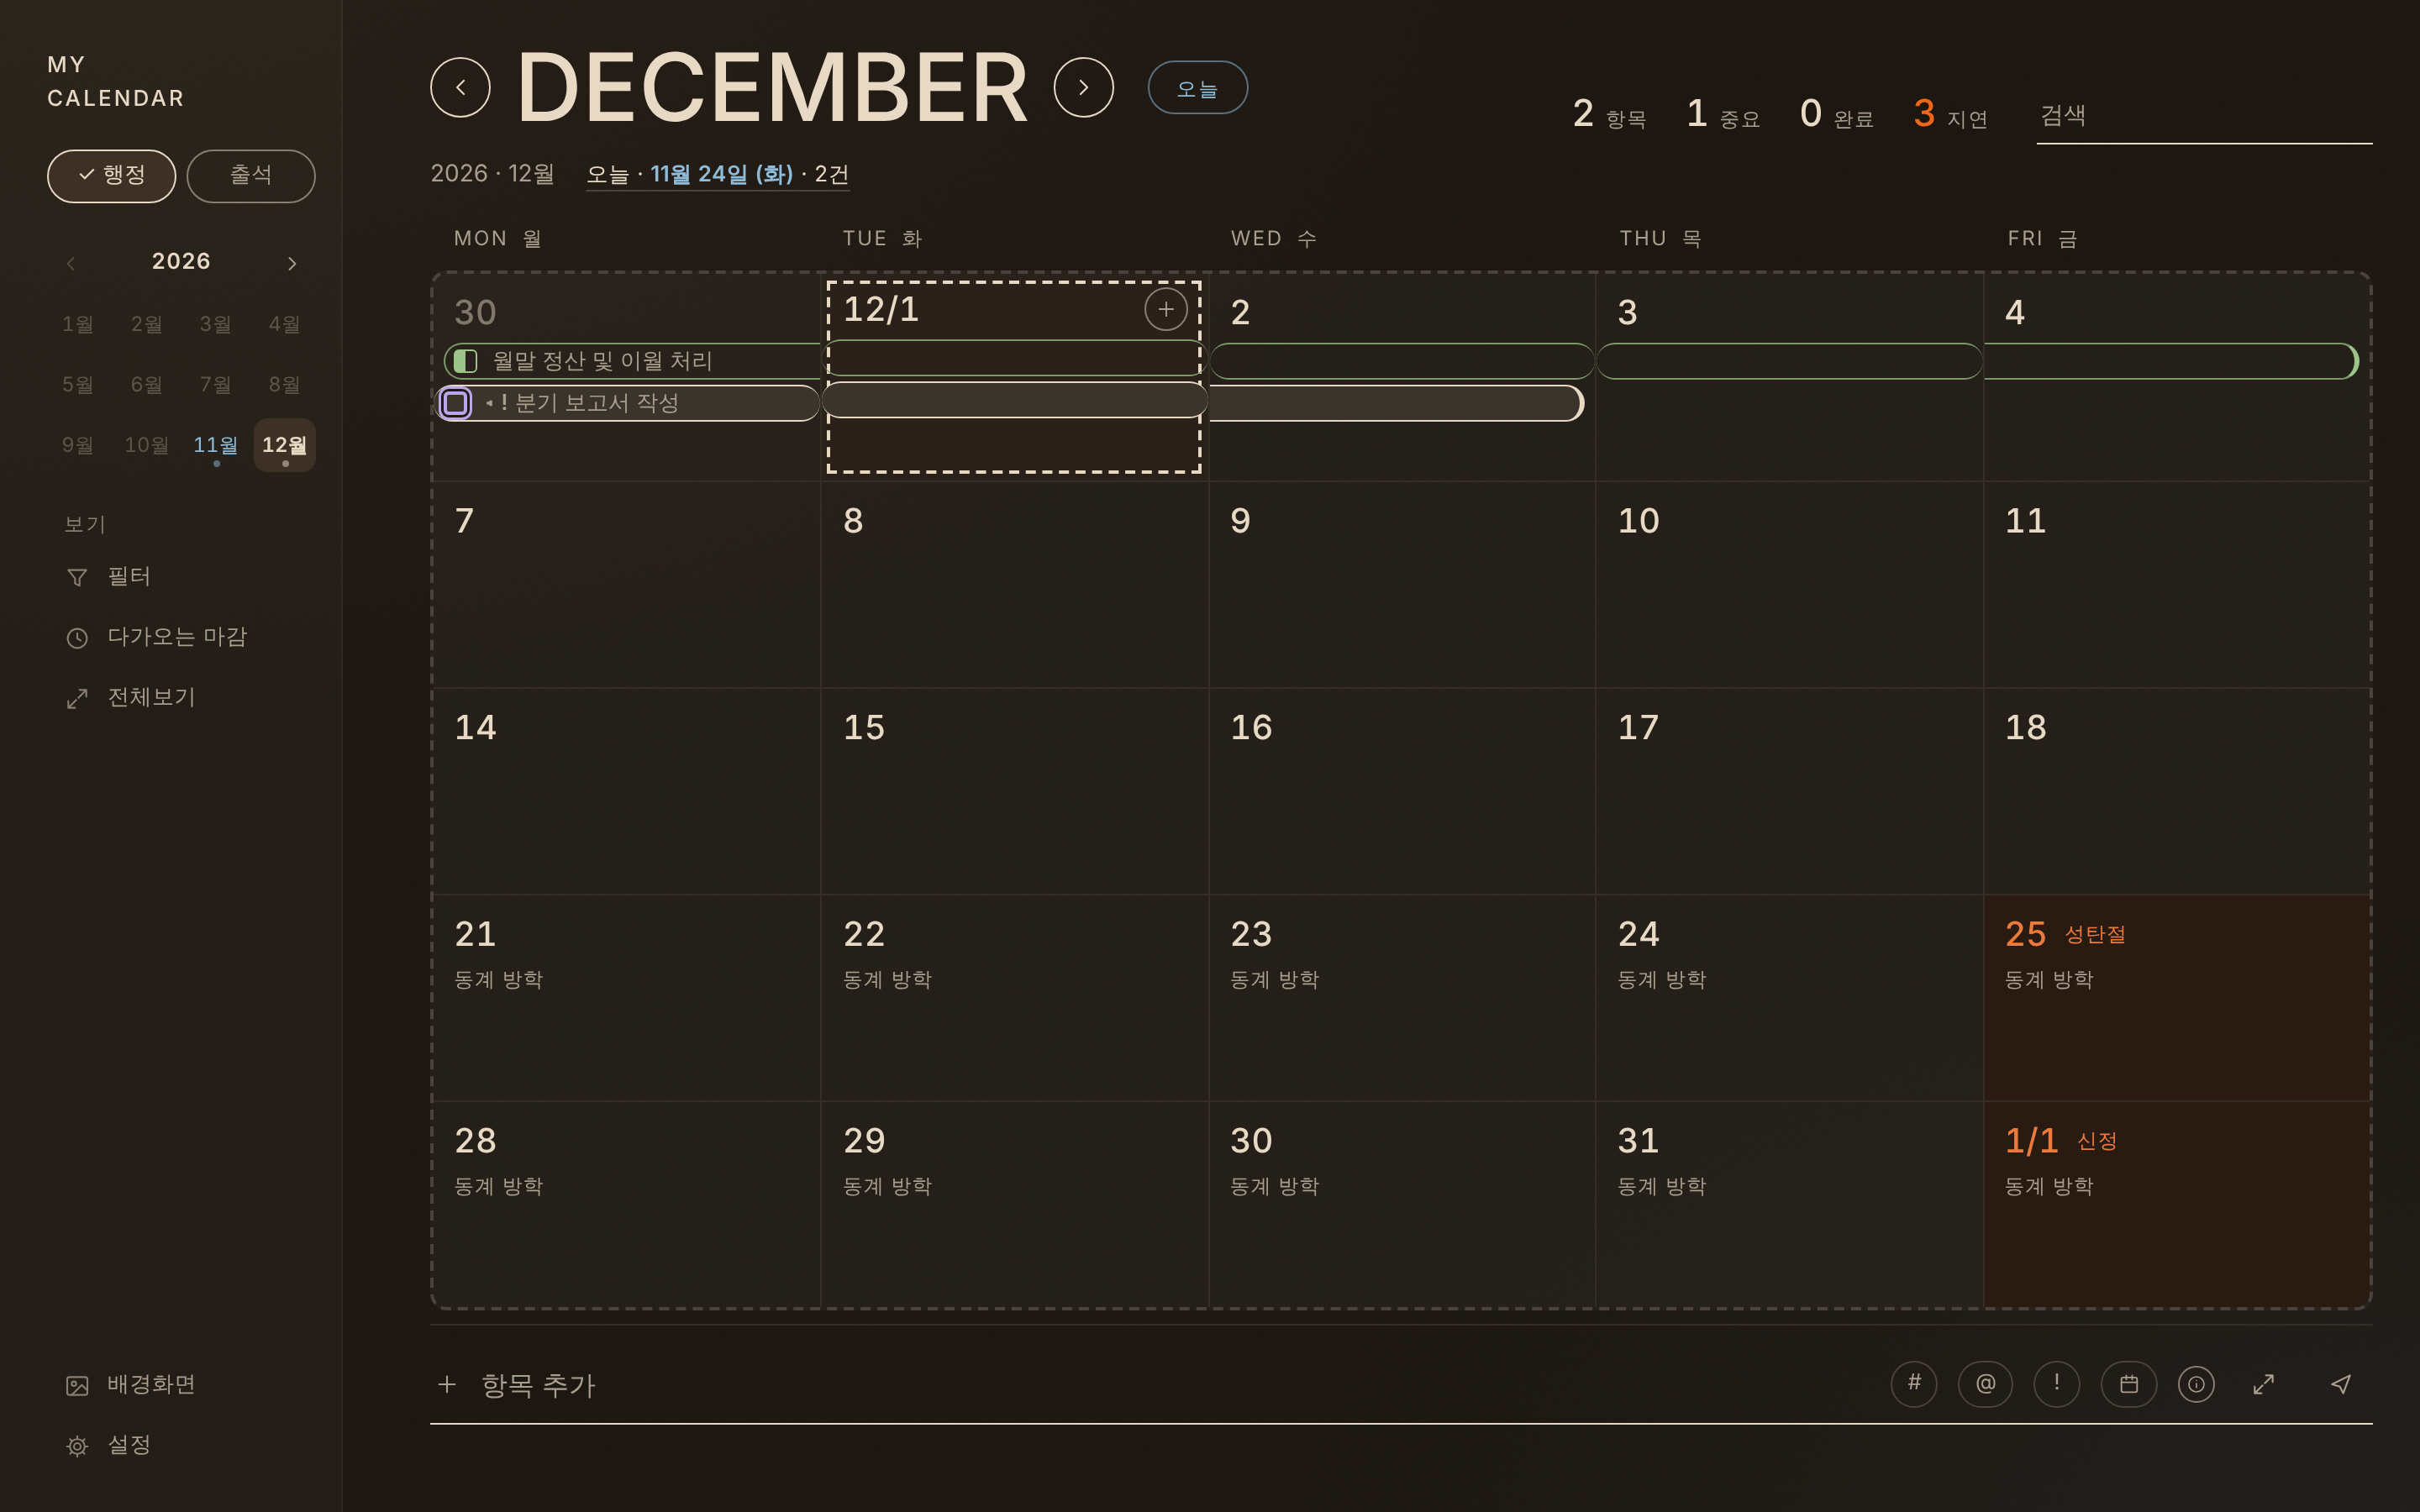 MY
CALENDAR
행정
출석
2026
1월 2월 3월 4월
5월 6월 7월 8월
9월 10월 11월 12월
보기
필터
다가오는 마감
전체보기
배경화면
설정
DECEMBER
오늘
2 항목 1 중요 0 완료 3 지연
검색
2026 · 12월 오늘 · 11월 24일 (화) · 2건
MON 월 TUE 화 WED 수 THU 목 FRI 금
30 12/1 2 3 4
월말 정산 및 이월 처리
! 분기 보고서 작성
7 8 9 10 11
14 15 16 17 18
21 22 23 24 25 성탄절
동계 방학 동계 방학 동계 방학 동계 방학 동계 방학
28 29 30 31 1/1 신정
동계 방학 동계 방학 동계 방학 동계 방학 동계 방학
+ 항목 추가 # @ !